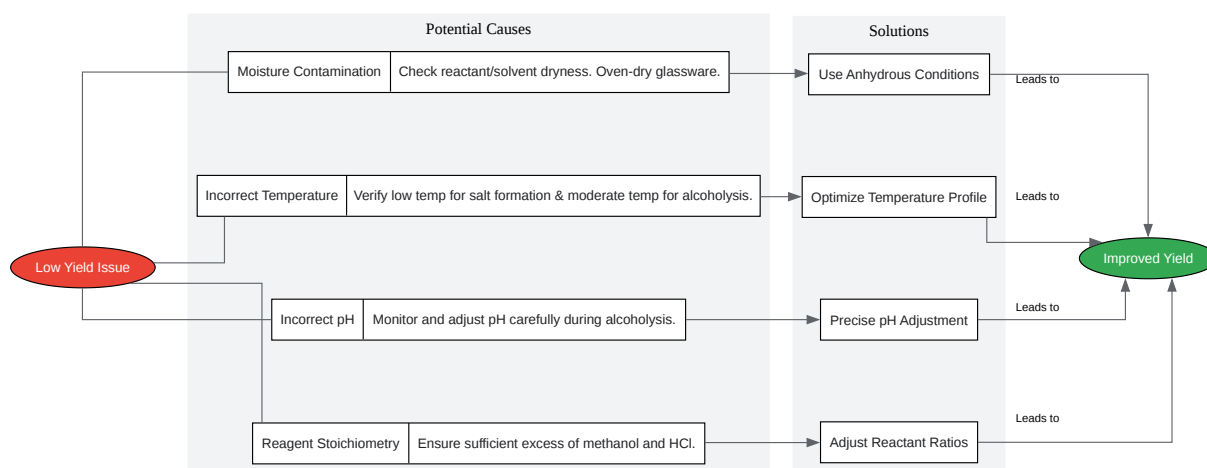 Potential Causes
Solutions
Moisture Contamination
Check reactant/solvent dryness. Oven-dry glassware.
Use Anhydrous Conditions
Leads to
Incorrect Temperature
Verify low temp for salt formation & moderate temp for alcoholysis.
Optimize Temperature Profile
Leads to
Low Yield Issue
Improved Yield
Incorrect pH
Monitor and adjust pH carefully during alcoholysis.
Precise pH Adjustment
Leads to
Reagent Stoichiometry
Ensure sufficient excess of methanol and HCl.
Adjust Reactant Ratios
Leads to